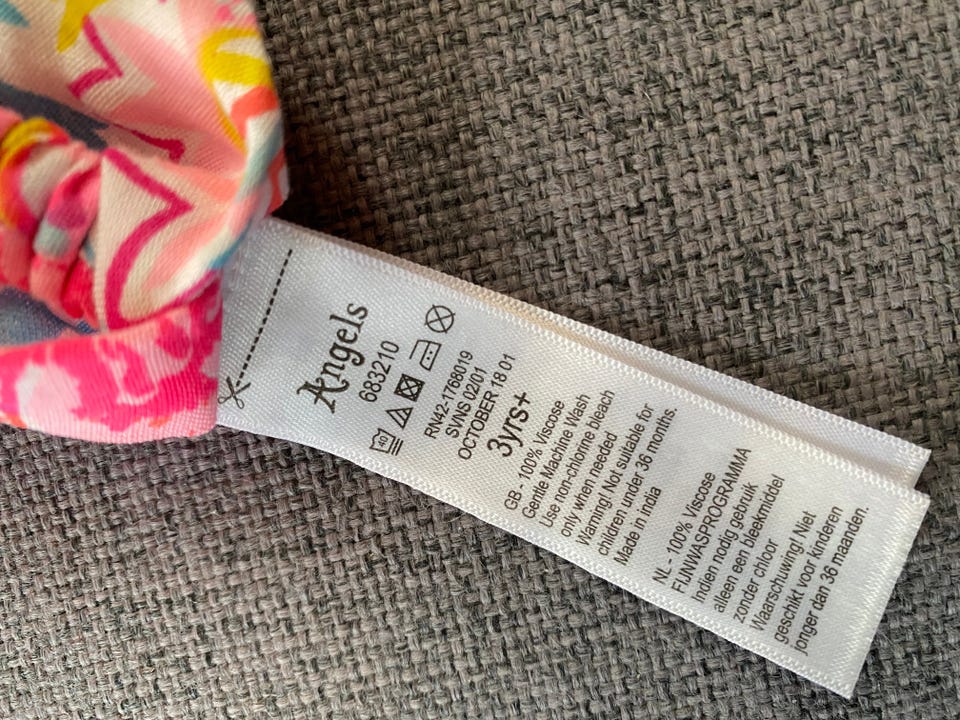 Angels
683210
40
RN42-1768019
SVNS 02/01
OCTOBER 18 01
3yrs+
GB - 100% Viscose
Gentle Machine Wash
Use non-chlorine bleach
only when needed
Warning! Not suitable for
children under 36 months.
Made in india
NL - 100% Viscose
FIJNWASPROGRAMMA
Indien nodig gebruik
alleen een bleekmiddel
zonder chloor
Waarschuwing! Niet
geschikt voor kinderen
jonger dan 36 maanden.